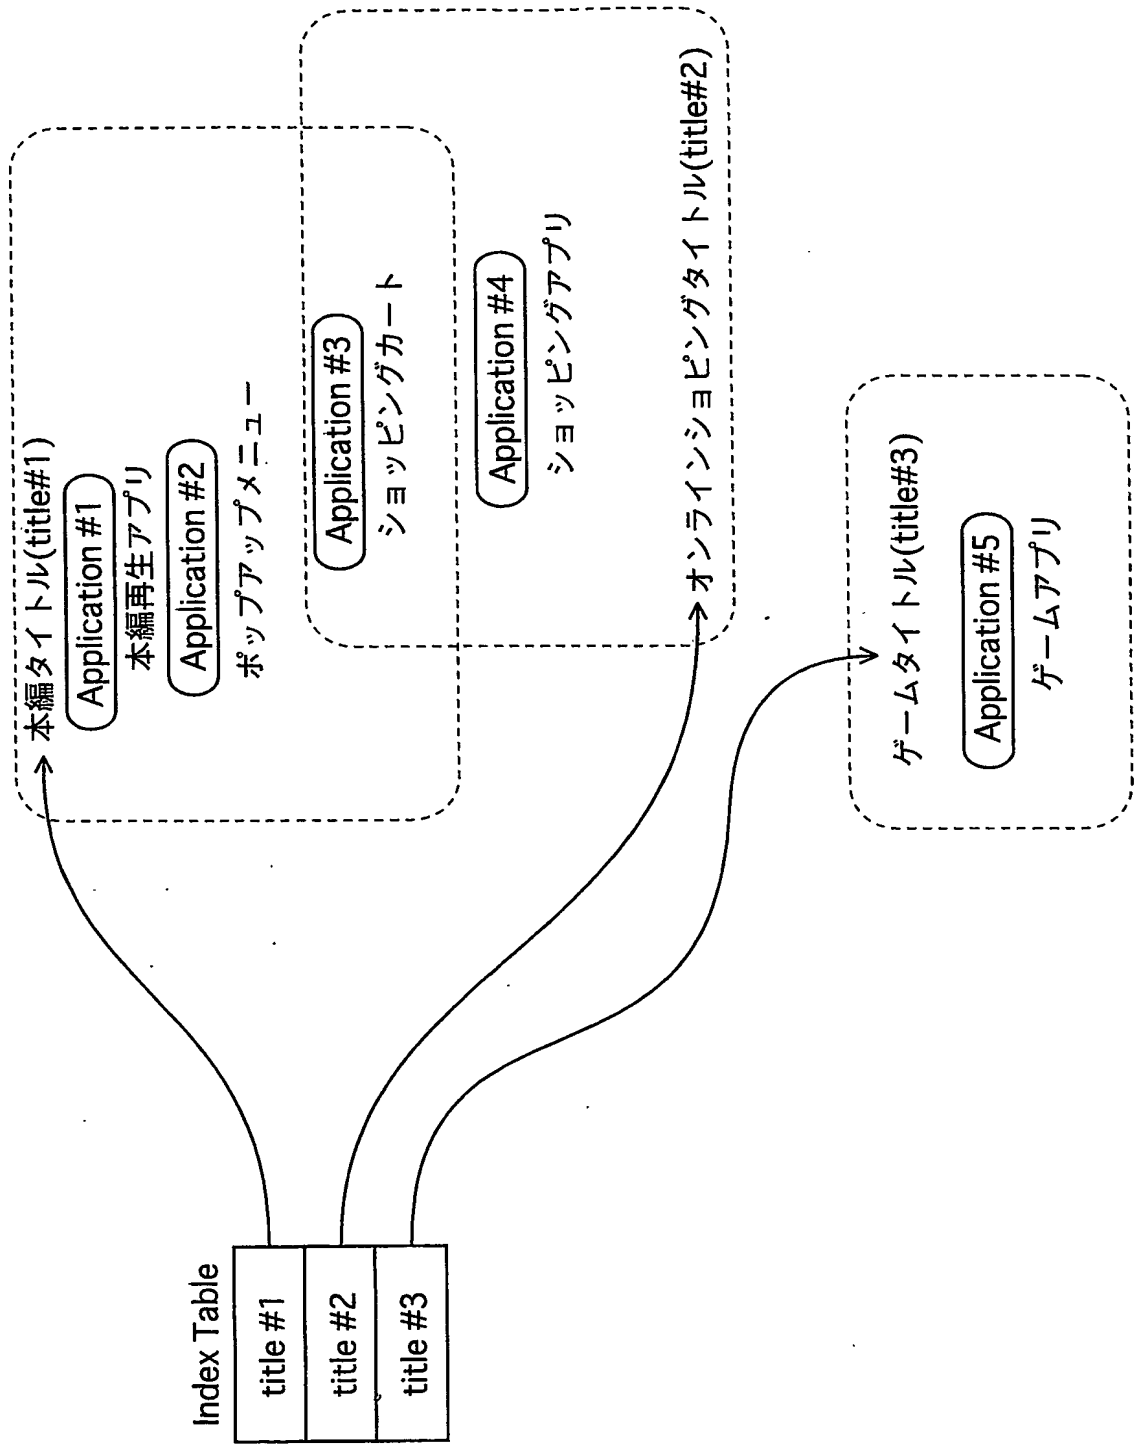 Index Table
title #1
title #2
title #3
本編タイトル(title#1)
Application #1
本編再生アプリ
Application #2
ポップアップメニュー
Application #3
ショッピングカート
Application #4
ショッピングアプリ
オンラインショピングタイトル(title#2)
ゲームタイトル(title#3)
Application #5
ゲームアプリ